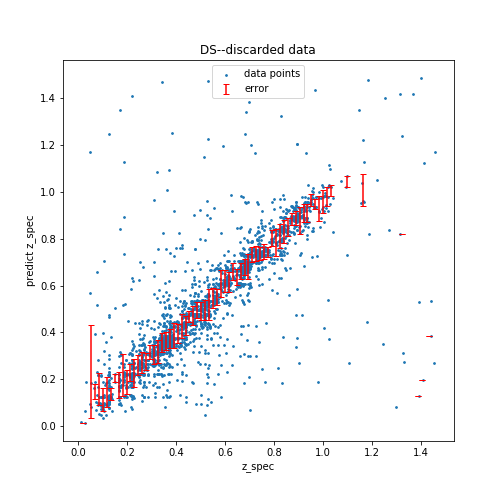 DS--discarded data
data points
error
predict z_spec
1.4
1.2
1.0
0.8
0.6
0.4
0.2
0.0
0.0 0.2 0.4 0.6 0.8 1.0 1.2 1.4
z_spec